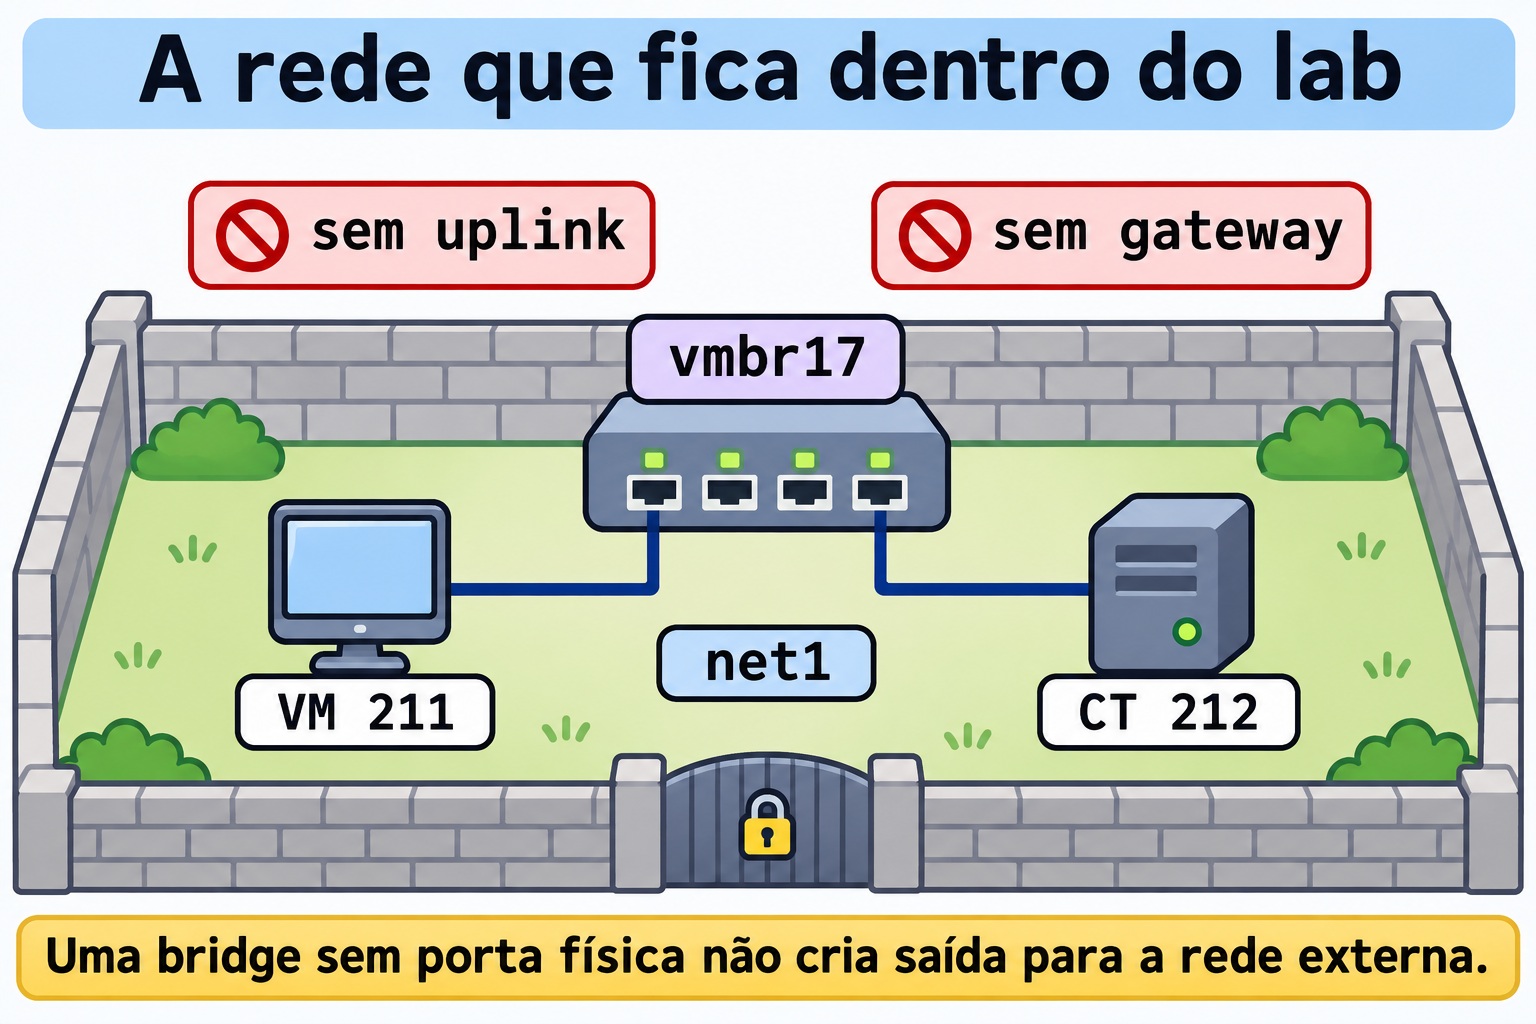 A rede que fica dentro do lab
sem uplink
sem gateway
vmbr17
net1
VM 211
CT 212
Uma bridge sem porta física não cria saída para a rede externa.